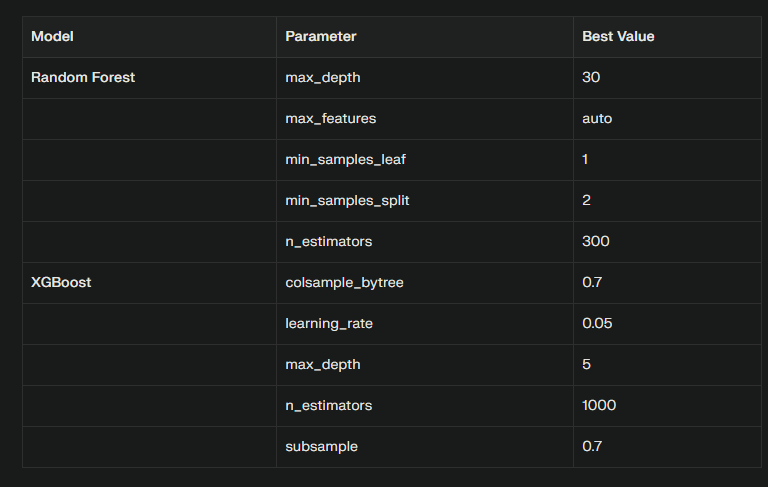 Model Parameter Best Value
Random Forest max_depth 30
max_features auto
min_samples_leaf 1
min_samples_split 2
n_estimators 300
XGBoost colsample_bytree 0.7
learning_rate 0.05
max_depth 5
n_estimators 1000
subsample 0.7